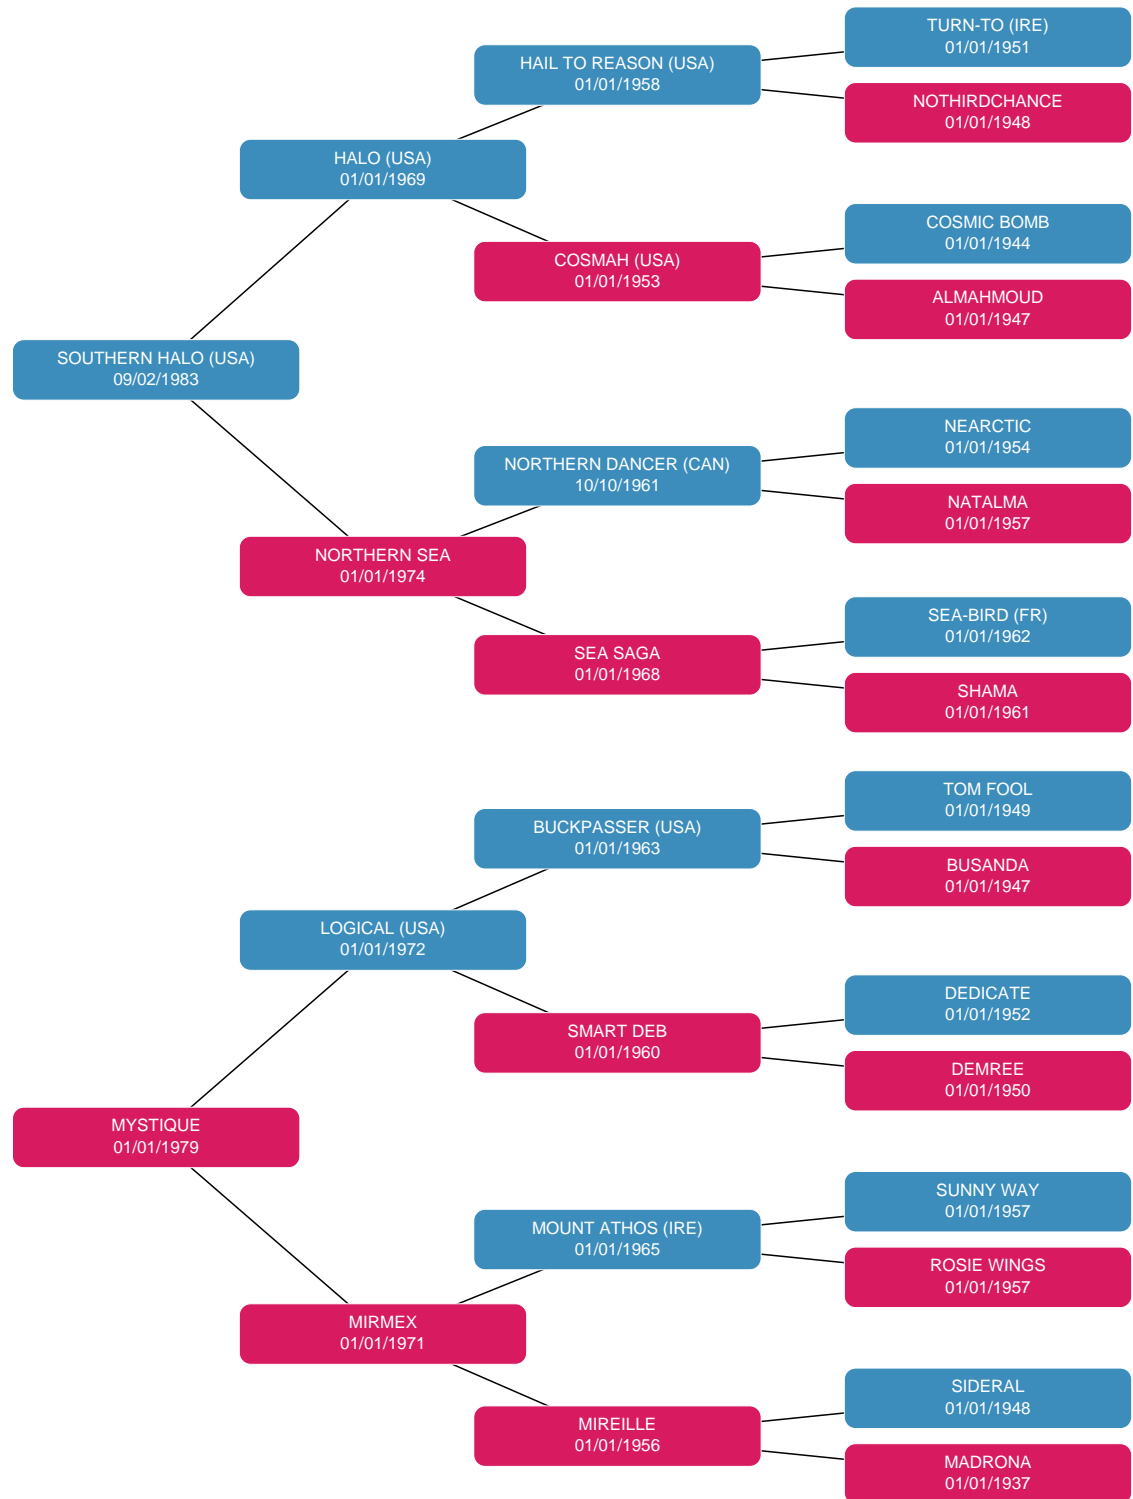 TURN-TO (IRE)
01/01/1951
HAIL TO REASON (USA)
01/01/1958
NOTHIRDCHANCE
01/01/1948
HALO (USA)
01/01/1969
COSMIC BOMB
01/01/1944
COSMAH (USA)
01/01/1953
ALMAHMOUD
01/01/1947
SOUTHERN HALO (USA)
09/02/1983
NEARCTIC
01/01/1954
NORTHERN DANCER (CAN)
10/10/1961
NATALMA
01/01/1957
NORTHERN SEA
01/01/1974
SEA-BIRD (FR)
01/01/1962
SEA SAGA
01/01/1968
SHAMA
01/01/1961
TOM FOOL
01/01/1949
BUCKPASSER (USA)
01/01/1963
BUSANDA
01/01/1947
LOGICAL (USA)
01/01/1972
DEDICATE
01/01/1952
SMART DEB
01/01/1960
DEMREE
01/01/1950
MYSTIQUE
01/01/1979
SUNNY WAY
01/01/1957
MOUNT ATHOS (IRE)
01/01/1965
ROSIE WINGS
01/01/1957
MIRMEX
01/01/1971
SIDERAL
01/01/1948
MIREILLE
01/01/1956
MADRONA
01/01/1937